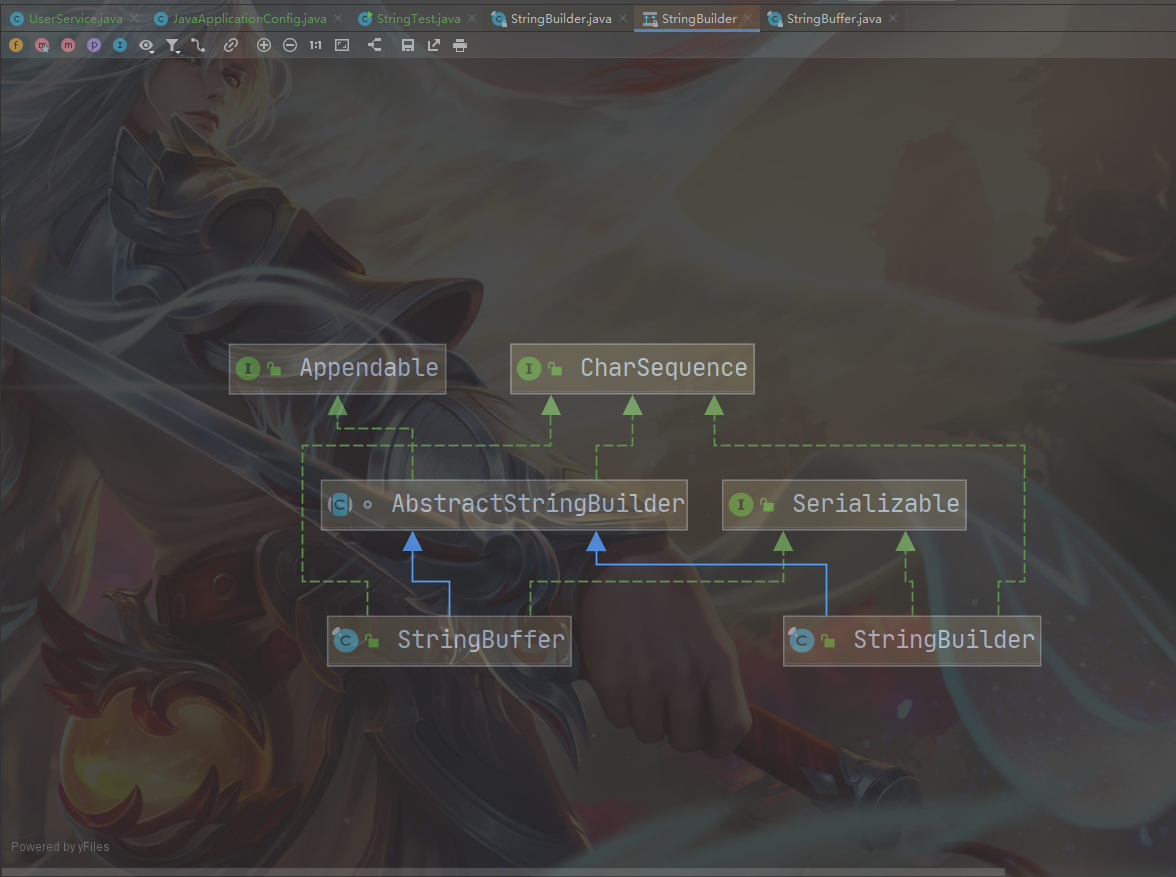 UserService.java JavaApplicationConfig.java StringTest.java StringBuilder.java StringBuilder StringBuffer.java
f m m p I 1:1
I Appendable I CharSequence
C AbstractStringBuilder I Serializable
C StringBuffer C StringBuilder
Powered by yFiles